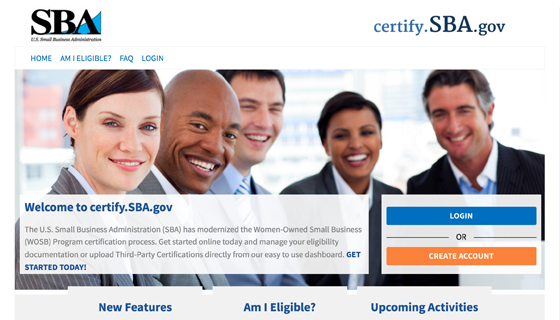 SBA
U.S. Small Business Administration
certify.SBA.gov
HOME AM I ELIGIBLE? FAQ LOGIN
Welcome to certify.SBA.gov
The U.S. Small Business Administration (SBA) has modernized the Women-Owned Small Business
(WOSB) Program certification process. Get started online today and manage your eligibility
documentation or upload Third-Party Certifications directly from our easy to use dashboard. GET
STARTED TODAY!
LOGIN
OR
CREATE ACCOUNT
New Features
Am I Eligible?
Upcoming Activities